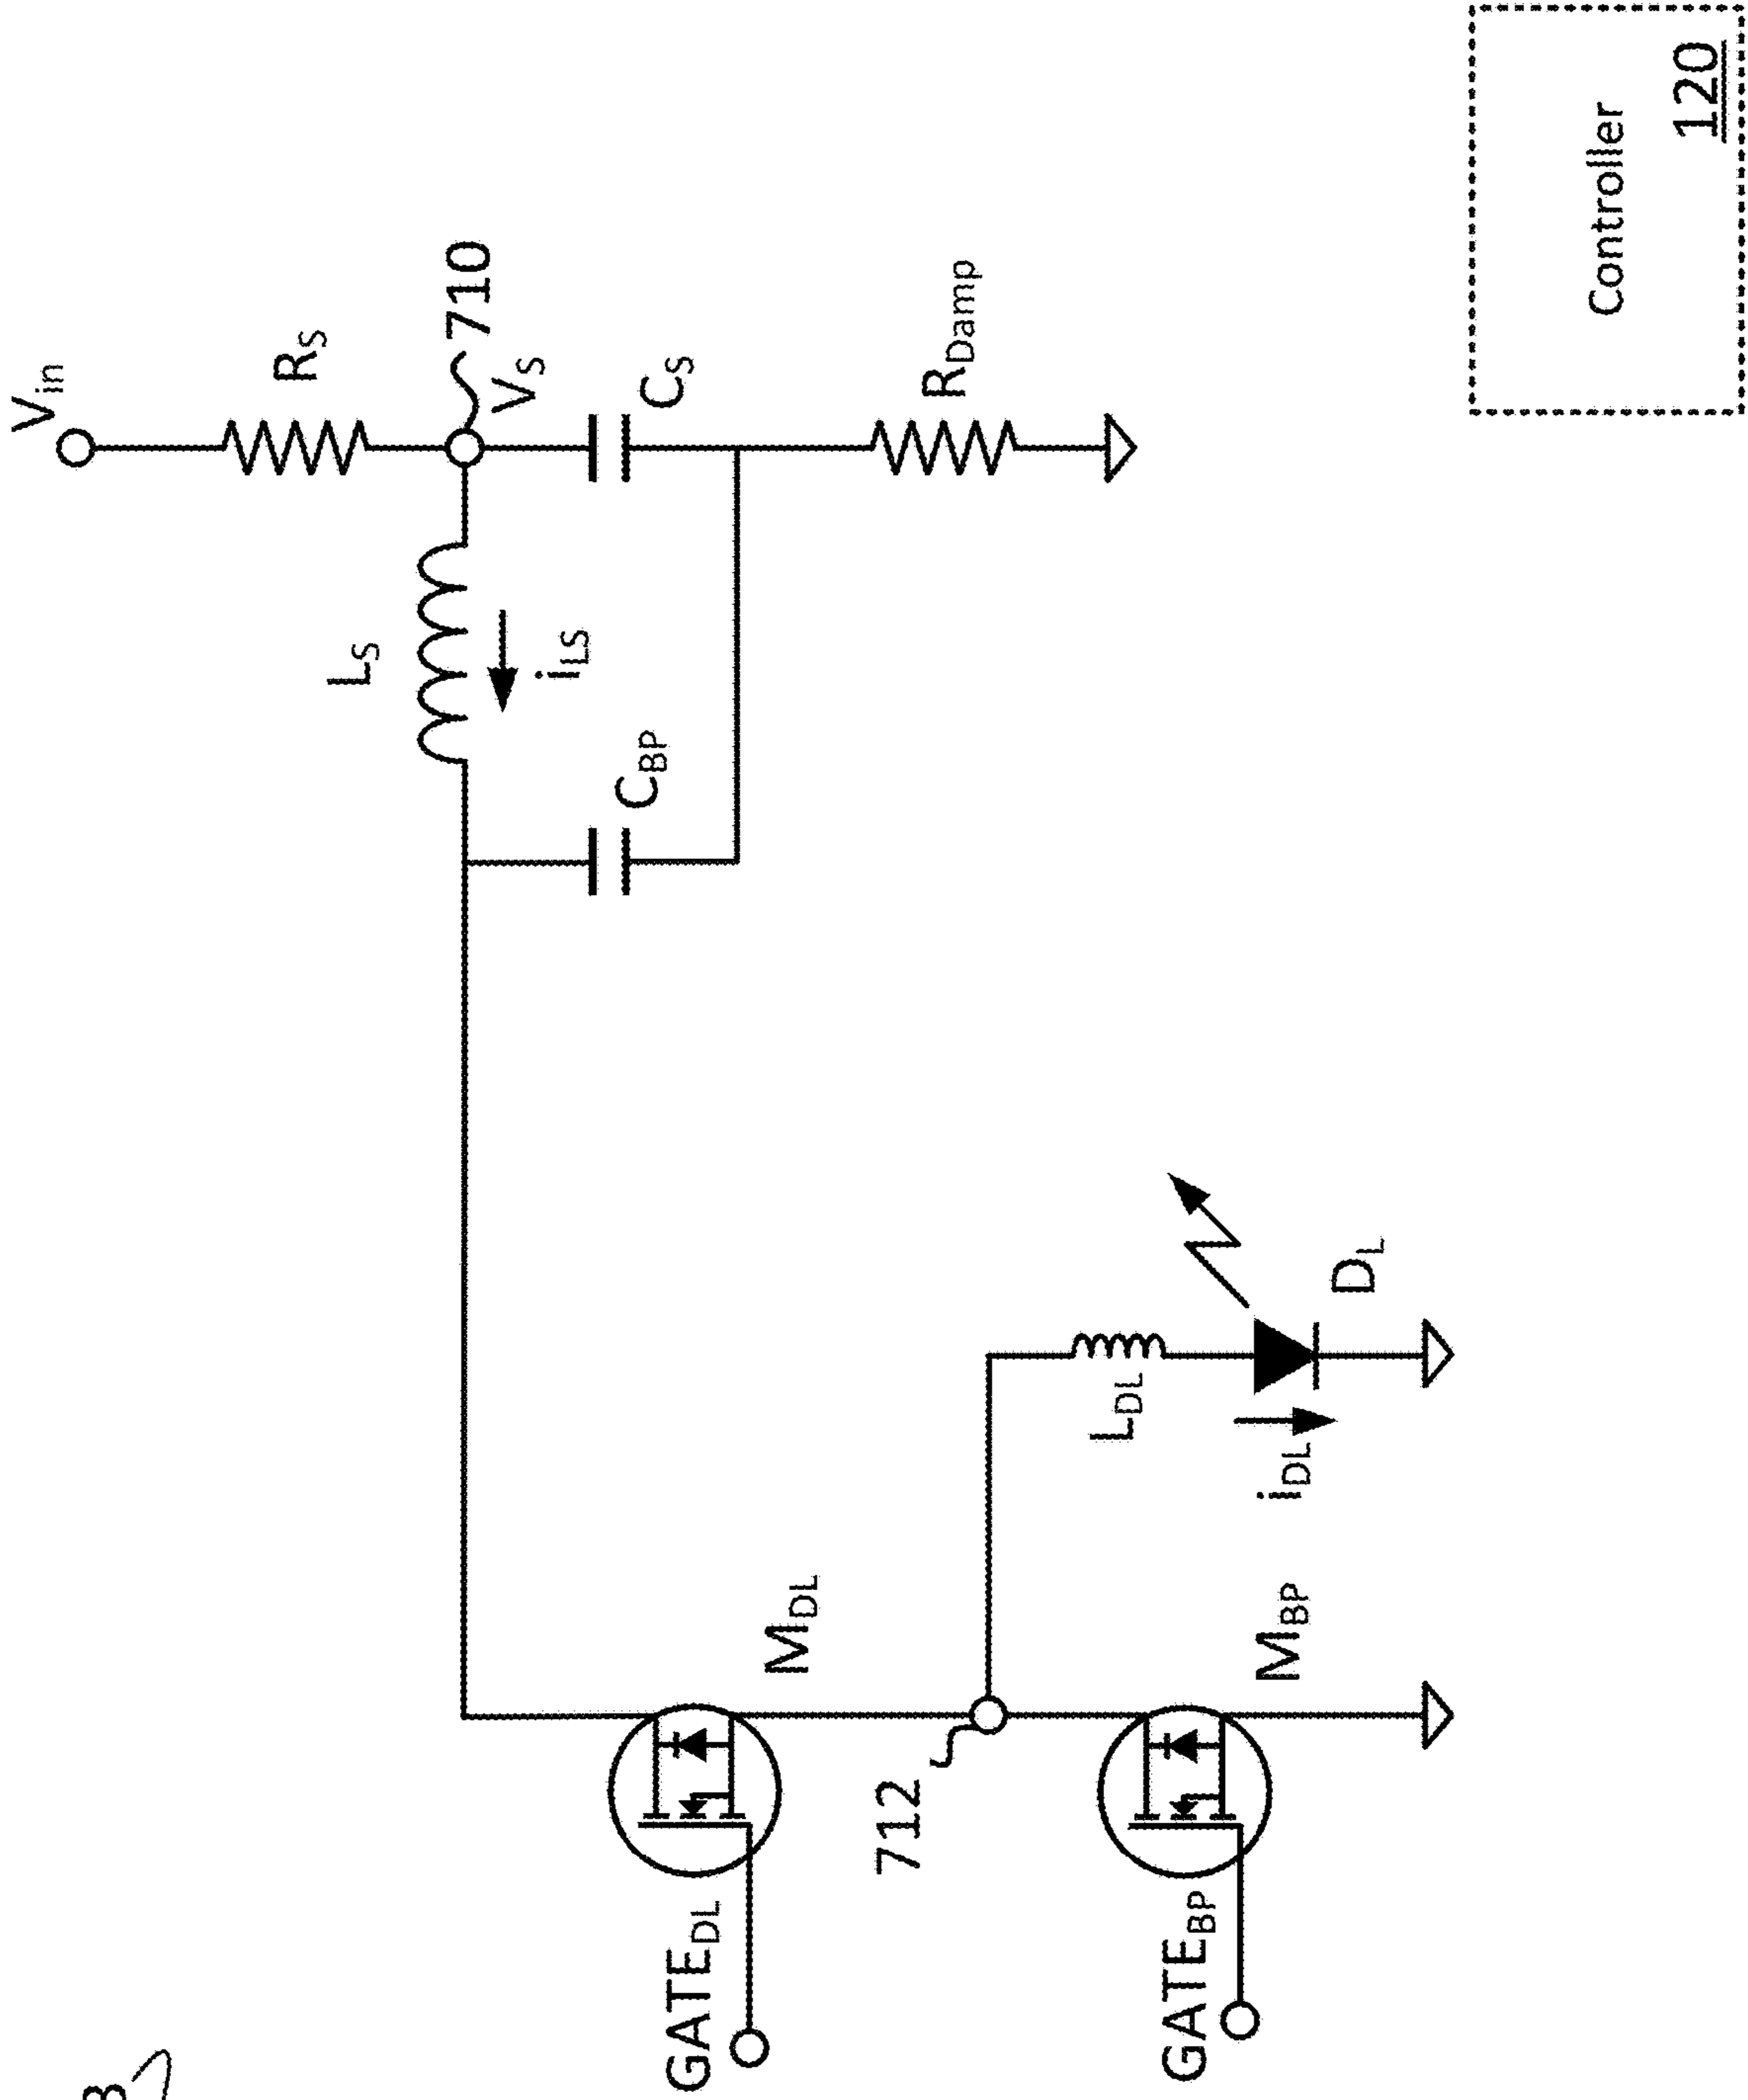 Vin
RS
710
VS
CS
LS
iLS
CBP
RDamp
Controller
120
GATEDL
MDL
712
GATEBP
MBP
LDL
iDL
DL